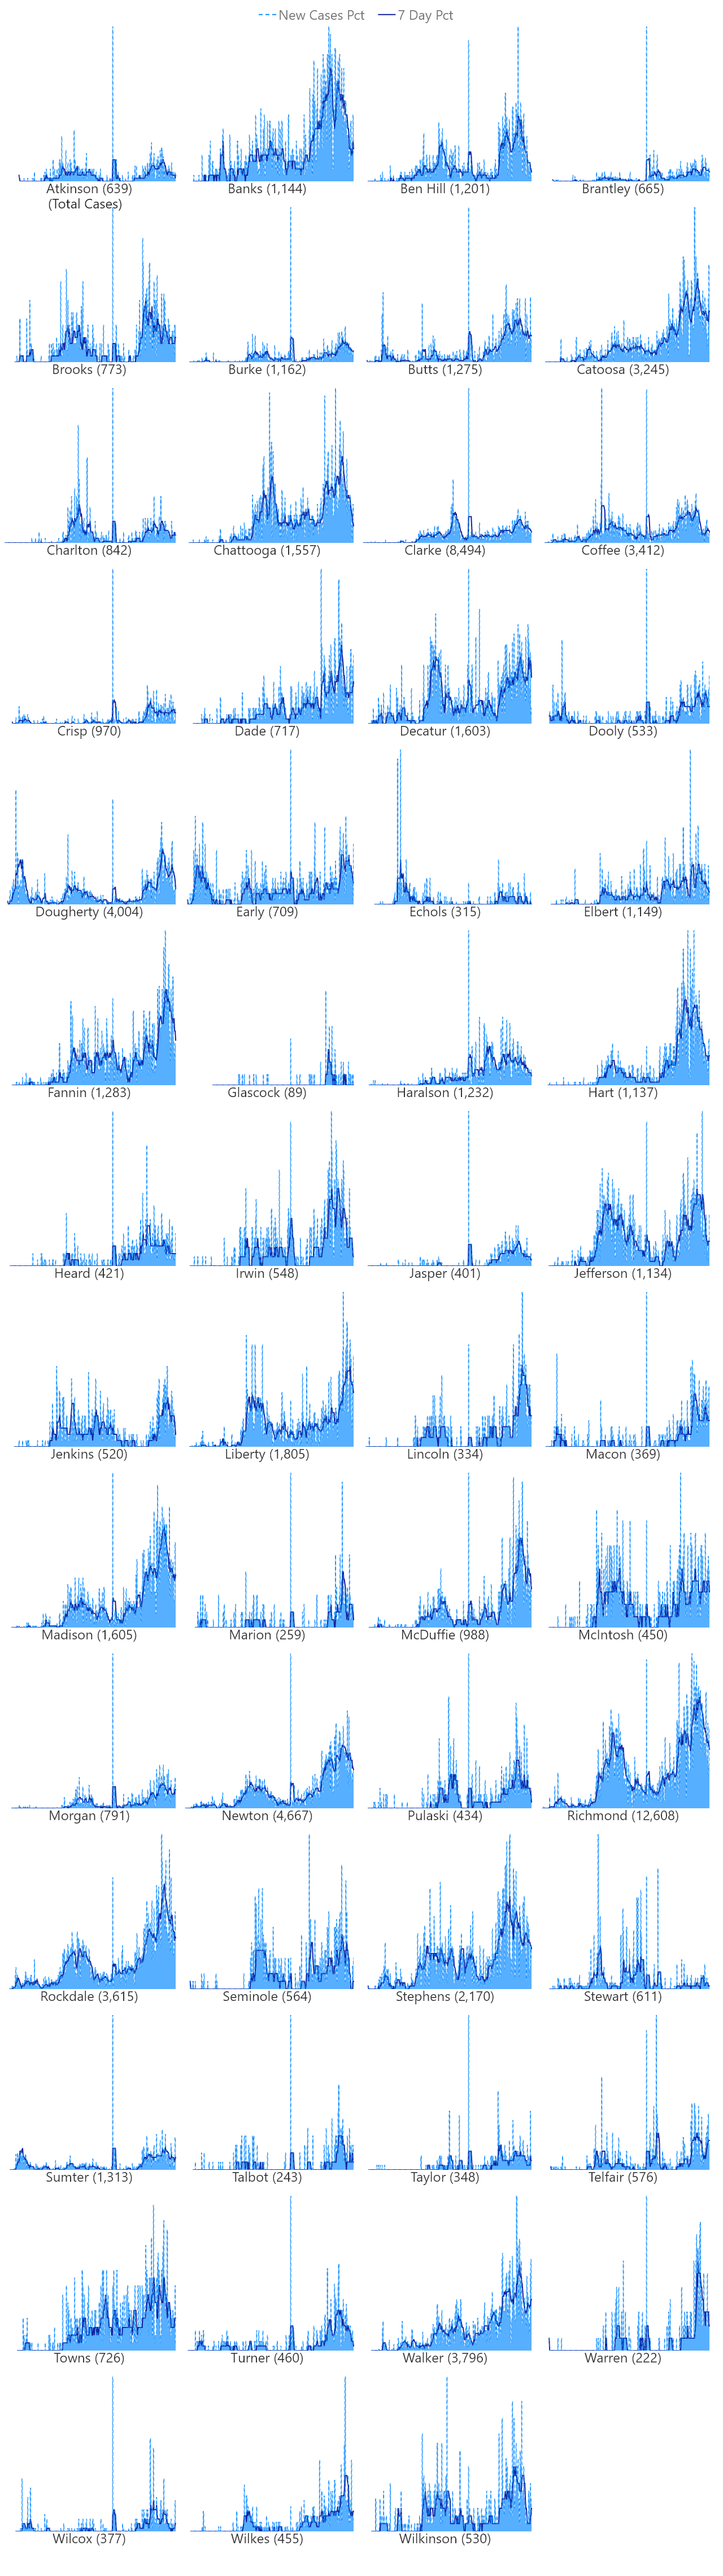 New Cases Pct 7 Day Pct
Atkinson (639) Banks (1,144) Ben Hill (1,201) Brantley (665)
(Total Cases)
Brooks (773) Burke (1,162) Butts (1,275) Catoosa (3,245)
Charlton (842) Chattooga (1,557) Clarke (8,494) Coffee (3,412)
Crisp (970) Dade (717) Decatur (1,603) Dooly (533)
Dougherty (4,004) Early (709) Echols (315) Elbert (1,149)
Fannin (1,283) Glascock (89) Haralson (1,232) Hart (1,137)
Heard (421) Irwin (548) Jasper (401) Jefferson (1,134)
Jenkins (520) Liberty (1,805) Lincoln (334) Macon (369)
Madison (1,605) Marion (259) McDuffie (988) McIntosh (450)
Morgan (791) Newton (4,667) Pulaski (434) Richmond (12,608)
Rockdale (3,615) Seminole (564) Stephens (2,170) Stewart (611)
Sumter (1,313) Talbot (243) Taylor (348) Telfair (576)
Towns (726) Turner (460) Walker (3,796) Warren (222)
Wilcox (377) Wilkes (455) Wilkinson (530)